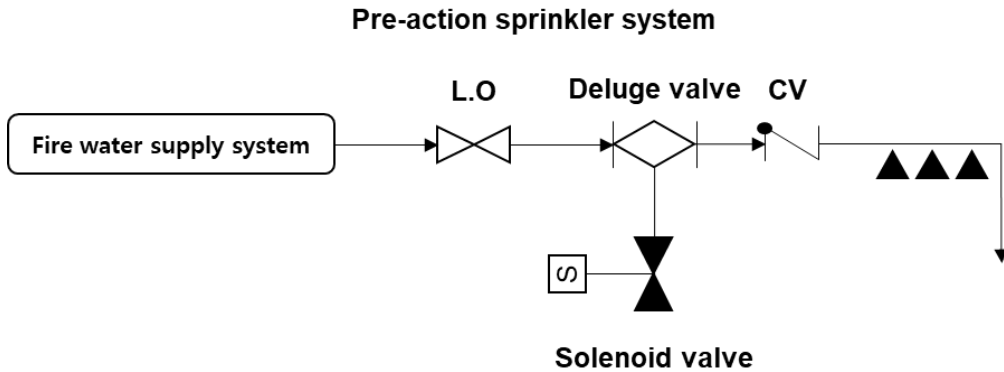 Pre-action sprinkler system
L.O
Deluge valve
CV
Fire water supply system
S
Solenoid valve